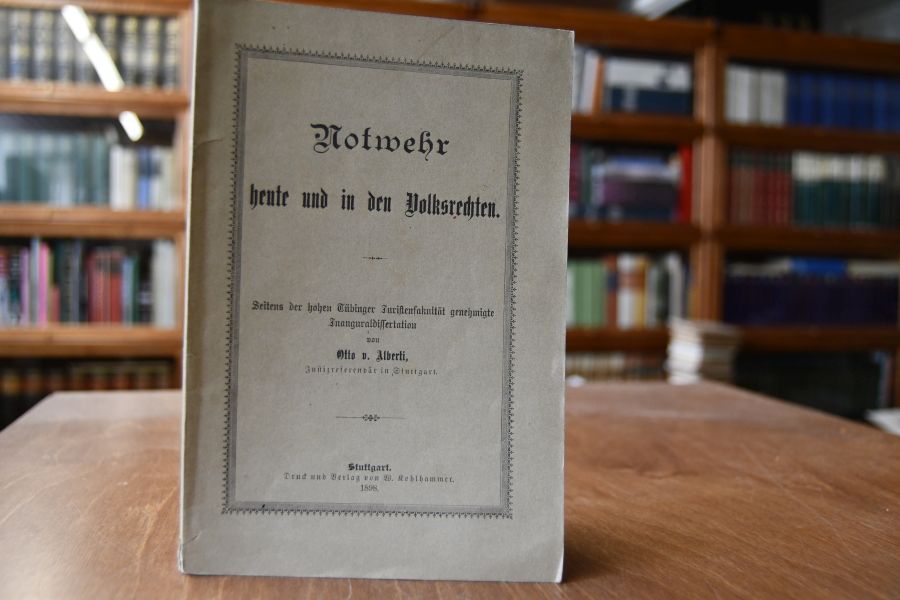 Notwehr
heute und in den Volksrechten.
Seitens der hohen Tübinger Juristenfakultät genehmigte
Inauguraldissertation
von
Otto v. Alberti,
Justizreferendär in Stuttgart.
Stuttgart.
Druck und Verlag von W. Kohlhammer.
1898.